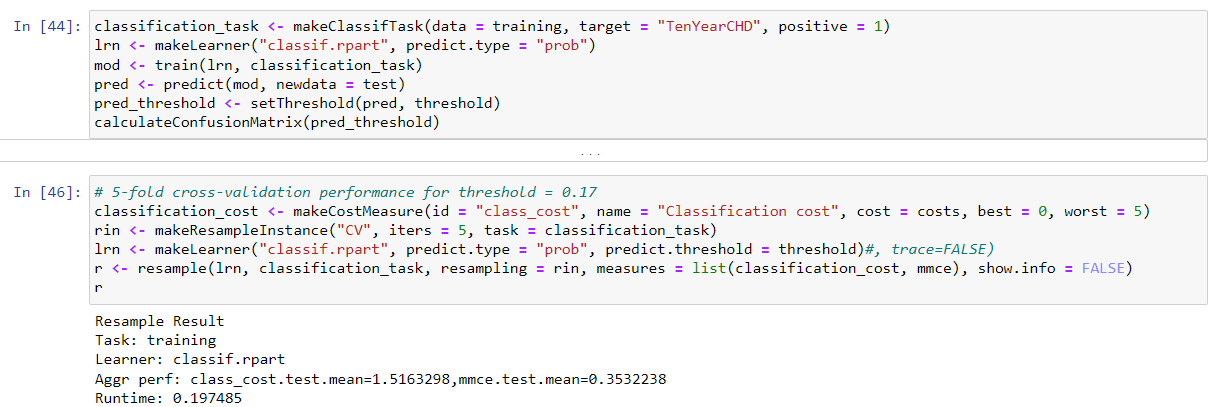 In [44]: classification_task <- makeClassifTask(data = training, target = "TenYearCHD", positive = 1)
lrn <- makeLearner("classif.rpart", predict.type = "prob")
mod <- train(lrn, classification_task)
pred <- predict(mod, newdata = test)
pred_threshold <- setThreshold(pred, threshold)
calculateConfusionMatrix(pred_threshold)
...
In [46]: # 5-fold cross-validation performance for threshold = 0.17
classification_cost <- makeCostMeasure(id = "class_cost", name = "Classification cost", cost = costs, best = 0, worst = 5)
rin <- makeResampleInstance("CV", iters = 5, task = classification_task)
lrn <- makeLearner("classif.rpart", predict.type = "prob", predict.threshold = threshold)#, trace=FALSE)
r <- resample(lrn, classification_task, resampling = rin, measures = list(classification_cost, mmce), show.info = FALSE)
r
Resample Result
Task: training
Learner: classif.rpart
Aggr perf: class_cost.test.mean=1.5163298,mmce.test.mean=0.3532238
Runtime: 0.197485